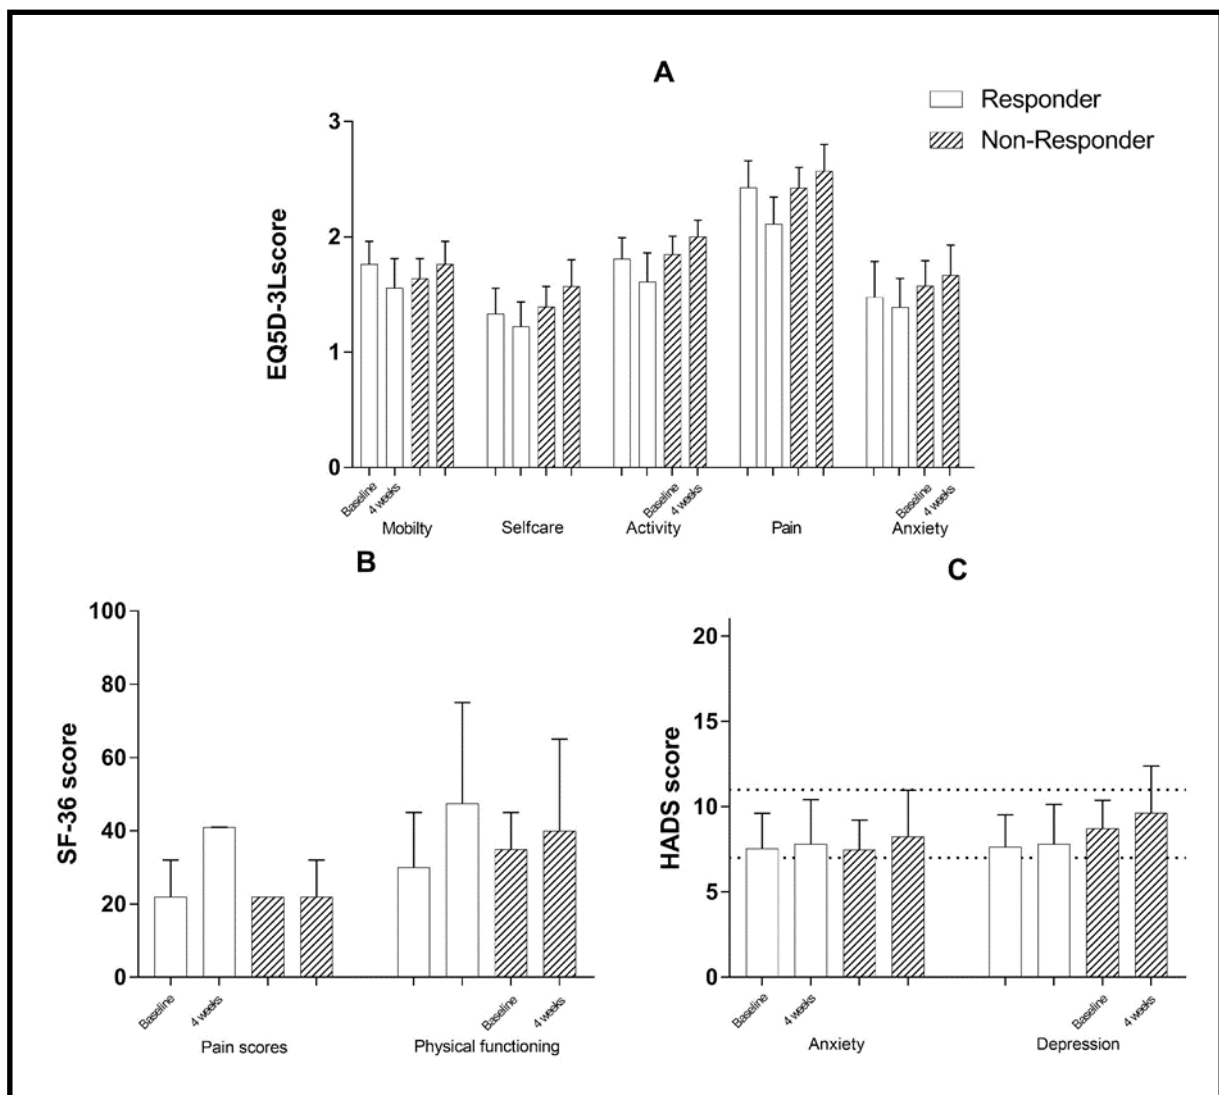 A
Responder
Non-Responder
EQ5D-3Lscore
3
2
1
0
Baseline
4 weeks
Baseline
4 weeks
Baseline
4 weeks
Mobilty
Selfcare
Activity
Pain
Anxiety
B
SF-36 score
100
80
60
40
20
0
Baseline
4 weeks
Baseline
4 weeks
Pain scores
Physical functioning
C
HADS score
20
15
10
5
0
Baseline
4 weeks
Baseline
4 weeks
Anxiety
Depression